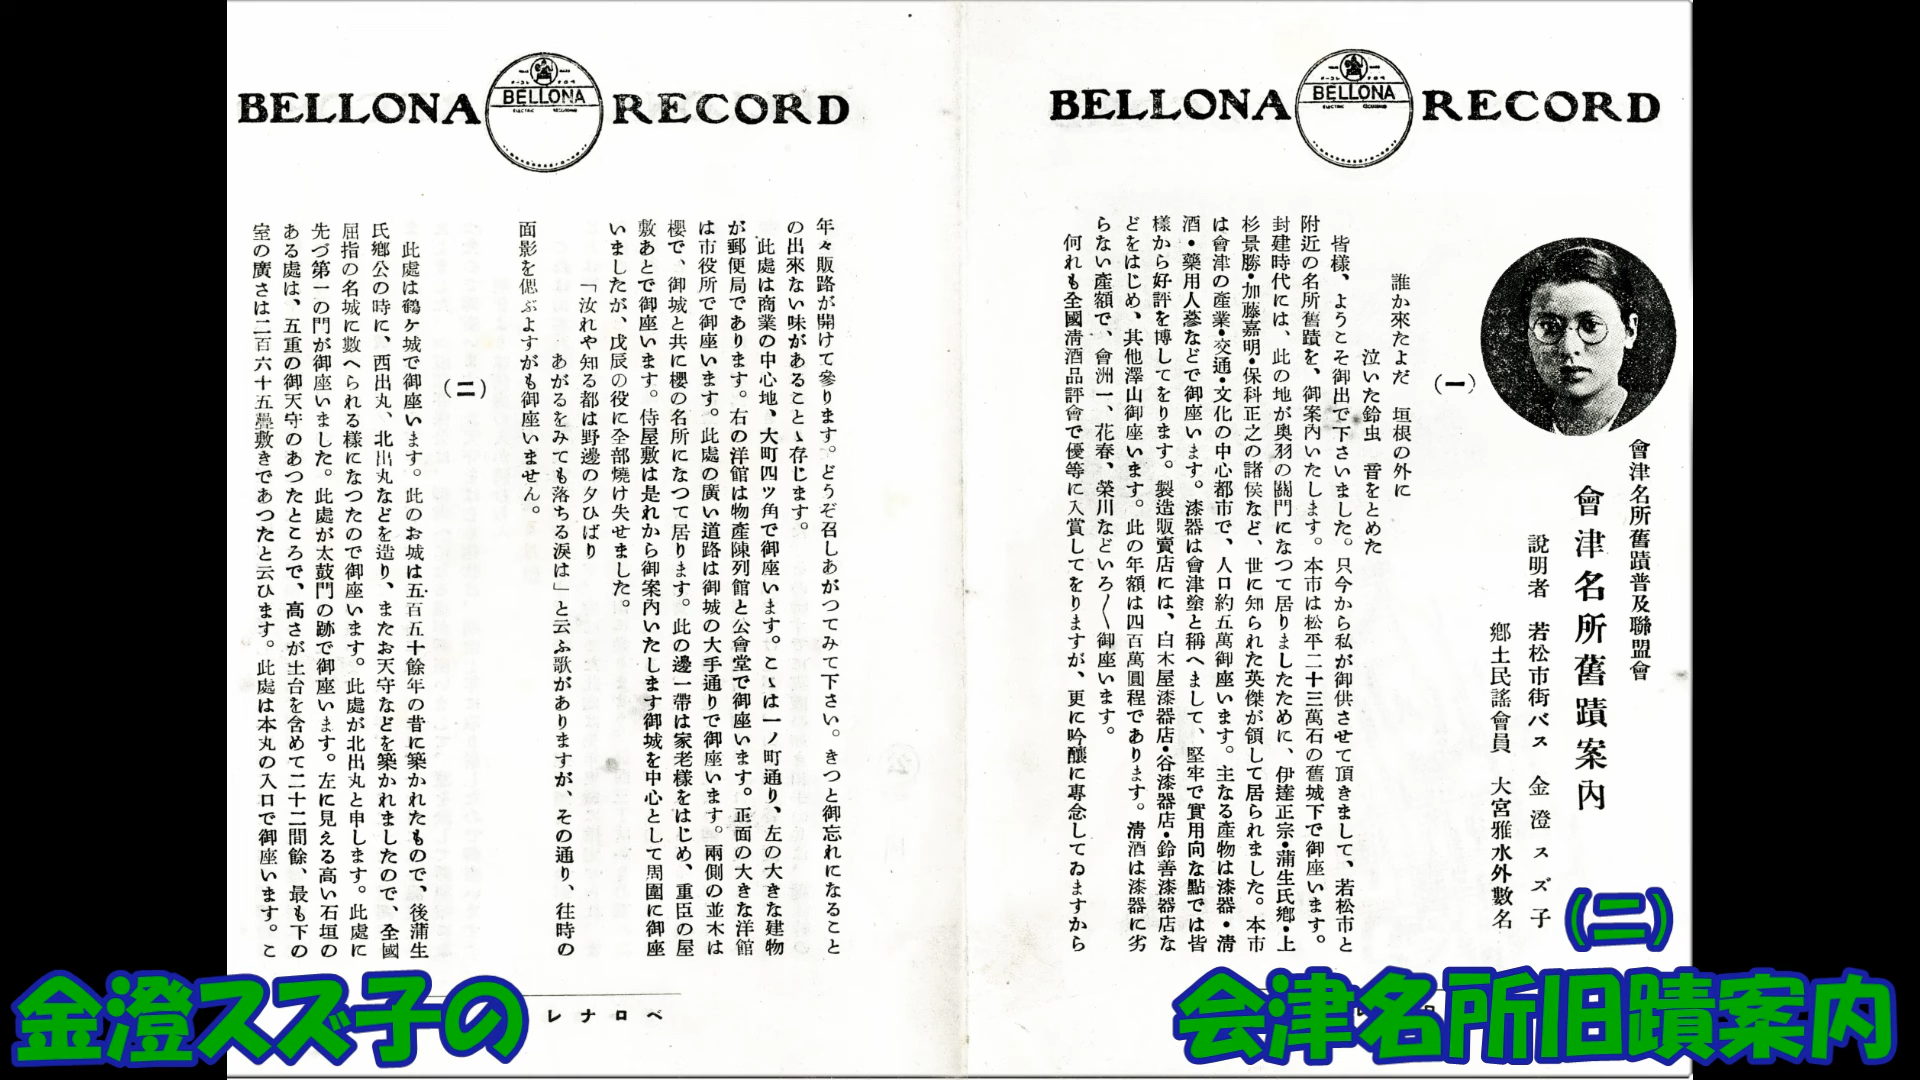 BELLONA RECORD
BELLONA
會津名所舊蹟普及聯盟會
會津名所舊蹟案內
說明者 若松市街バス 金澄スズ子
鄉土民謠會員 大宮雅水外數名
(一)
誰か來たよだ 垣根の外に
泣いた鈴虫 音をとめた
皆樣、ようこそ御出で下さいました。只今から私が御供させて頂きまして、若松市と
附近の名所舊蹟を、御案內いたします。本市は松平二十三萬石の舊城下で御座います。
封建時代には、此の地が奥羽の關門になつて居りましたために、伊達正宗・蒲生氏鄕・上
杉景勝・加藤嘉明・保科正之の諸侯など、世に知られた英傑が領して居られました。本市
は會津の產業・交通・文化の中心都市で、人口約五萬御座います。主なる產物は漆器・淸
酒・藥用人蔘などで御座います。漆器は會津塗と稱へまして、堅牢で實用向な點では皆
樣から好評を博してをります。製造販賣店には、白木屋漆器店・谷漆器店・鈴善漆器店な
どをはじめ、其他澤山御座います。此の年額は四百萬圓程であります。淸酒は漆器に劣
らない產額で、會洲一、花春、榮川などいろ〱御座います。
何れも全國淸酒品評會で優等に入賞してをりますが、更に吟釀に專念してゐますから
BELLONA RECORD
BELLONA
年々販路が開けて參ります。どうぞ召しあがつてみて下さい。きつと御忘れになること
の出來ない味があることゝ存じます。
此處は商業の中心地、大町四ツ角で御座います。こゝは一ノ町通り、左の大きな建物
が郵便局であります。右の洋館は物產陳列館と公會堂で御座います。正面の大きな洋館
は市役所で御座います。此處の廣い道路は御城の大手通りで御座います。兩側の並木は
櫻で、御城と共に櫻の名所になつて居ります。此の邊一帶は家老樣をはじめ、重臣の屋
敷あとで御座います。侍屋敷は是れから御案內いたします御城を中心として周圍に御座
いましたが、戊辰の役に全部燒け失せました。
「汝れや知る都は野邊の夕ひばり
あがるをみても落ちる淚は」と云ふ歌がありますが、その通り、往時の
面影を偲ぶよすがも御座いません。
(二)
此處は鶴ケ城で御座います。此のお城は五百五十餘年の昔に築かれたもので、後蒲生
氏鄕公の時に、西出丸、北出丸などを造り、またお天守などを築かれましたので、全國
屈指の名城に數へられる樣になつたので御座います。此處が北出丸と申します。此處に
先づ第一の門が御座いました。此處が太鼓門の跡で御座います。左に見える高い石垣の
ある處は、五重の御天守のあつたところで、高さが土台を含めて二十二間餘、最も下の
室の廣さは二百六十五疊敷きであつたと云ひます。此處は本丸の入口で御座います。こ
ベロナレ
(二)
金澄スズ子の
会津名所旧蹟案内